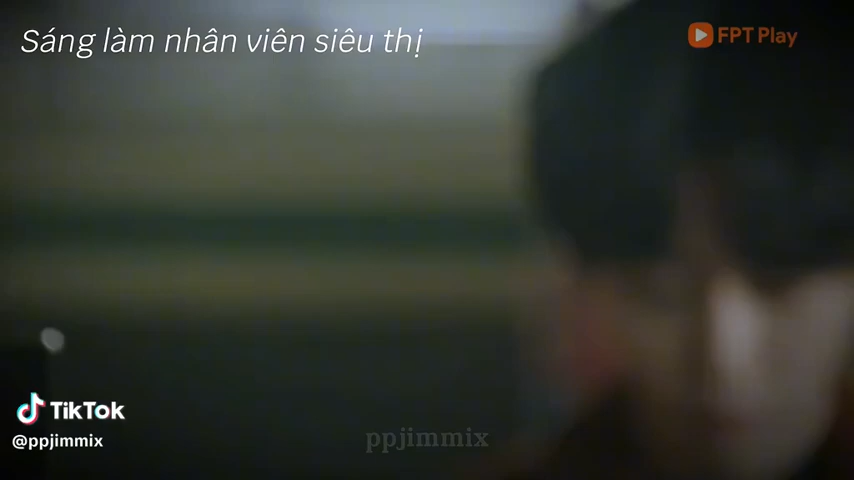 Sáng làm nhân viên siêu thị
FPT Play
TikTok
@ppjimmix
ppjimmix